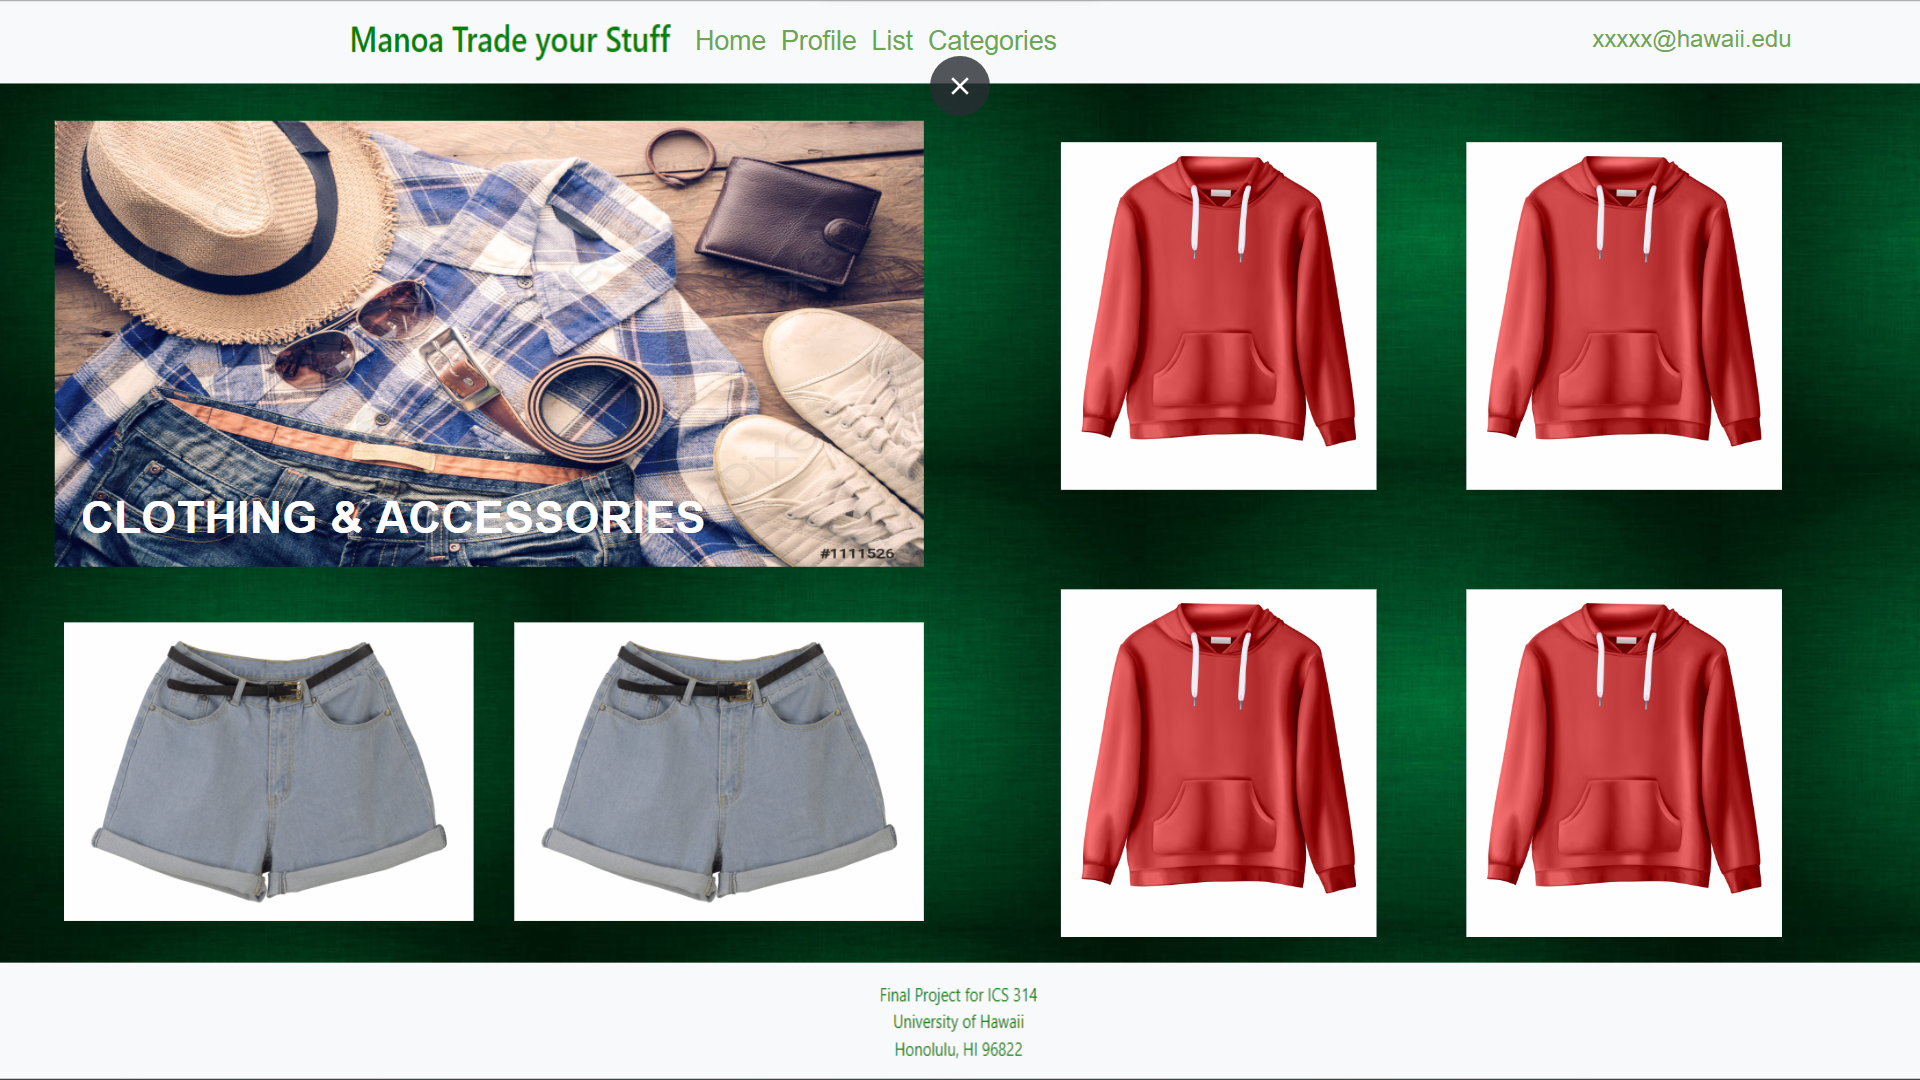 Manoa Trade your Stuff Home Profile List Categories xxxxx@hawaii.edu
CLOTHING & ACCESSORIES
#1111526
Final Project for ICS 314
University of Hawaii
Honolulu, HI 96822